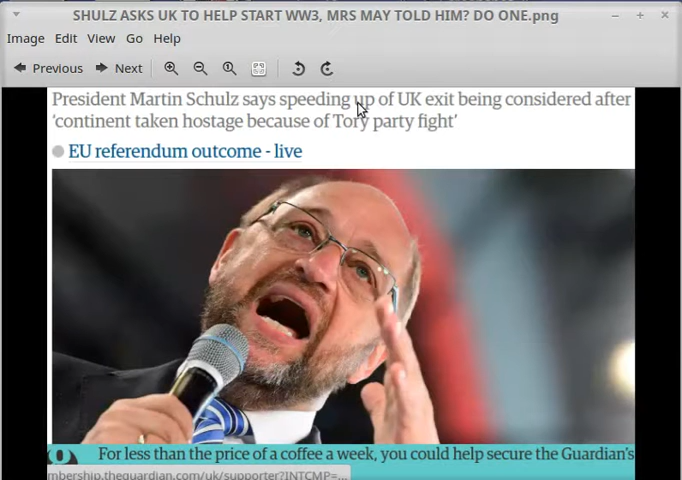 SHULZ ASKS UK TO HELP START WW3, MRS MAY TOLD HIM? DO ONE.png
Image Edit View Go Help
Previous Next
President Martin Schulz says speeding up of UK exit being considered after
‘continent taken hostage because of Tory party fight’
EU referendum outcome - live
For less than the price of a coffee a week, you could help secure the Guardian's
mbership.theguardian.com/uk/supporter?INTCMP=...